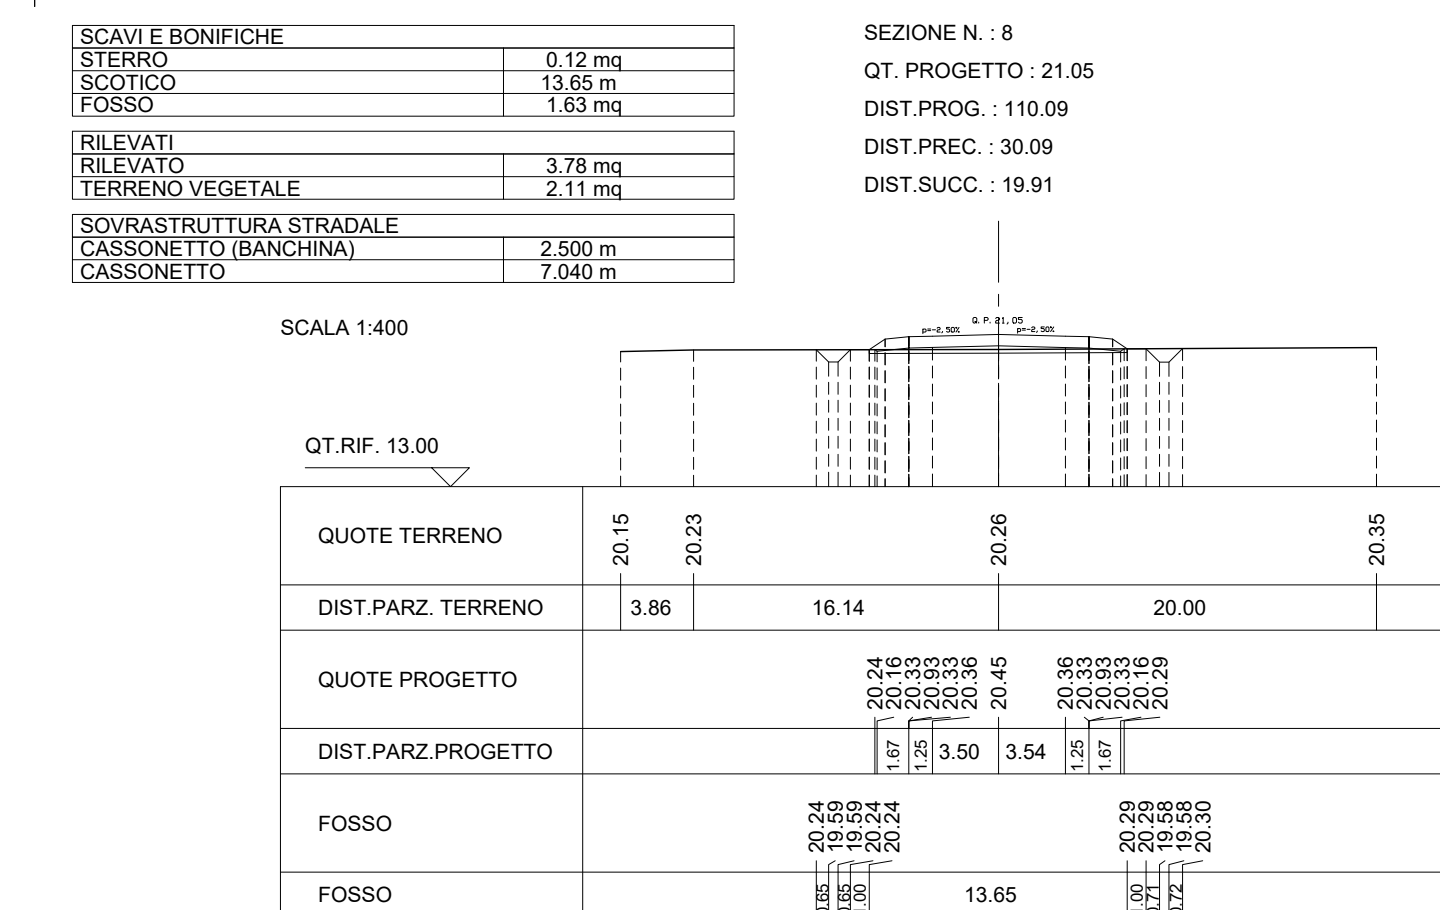 SCAVI E BONIFICHE
STERRO 0.12 mq
SCOTICO 13.65 m
FOSSO 1.63 mq
RILEVATI
RILEVATO 3.78 mq
TERRENO VEGETALE 2.11 mq
SOVRASTRUTTURA STRADALE
CASSONETTO (BANCHINA) 2.500 m
CASSONETTO 7.040 m
SEZIONE N. : 8
QT. PROGETTO : 21.05
DIST.PROG. : 110.09
DIST.PREC. : 30.09
DIST.SUCC. : 19.91
SCALA 1:400
Q. P. 21, 05
p=-2, 50% p=-2, 50%
QT.RIF. 13.00
QUOTE TERRENO 20.15 20.23 20.26 20.35
DIST.PARZ. TERRENO 3.86 16.14 20.00
QUOTE PROGETTO 20.24 20.16 20.33 20.93 20.33 20.36 20.45 20.36 20.33 20.93 20.33 20.16 20.29
DIST.PARZ.PROGETTO 1.67 1.25 3.50 3.54 1.25 1.67
FOSSO 20.24 19.59 19.59 20.24 20.24 20.29 20.29 19.58 19.58 20.30
FOSSO 13.65